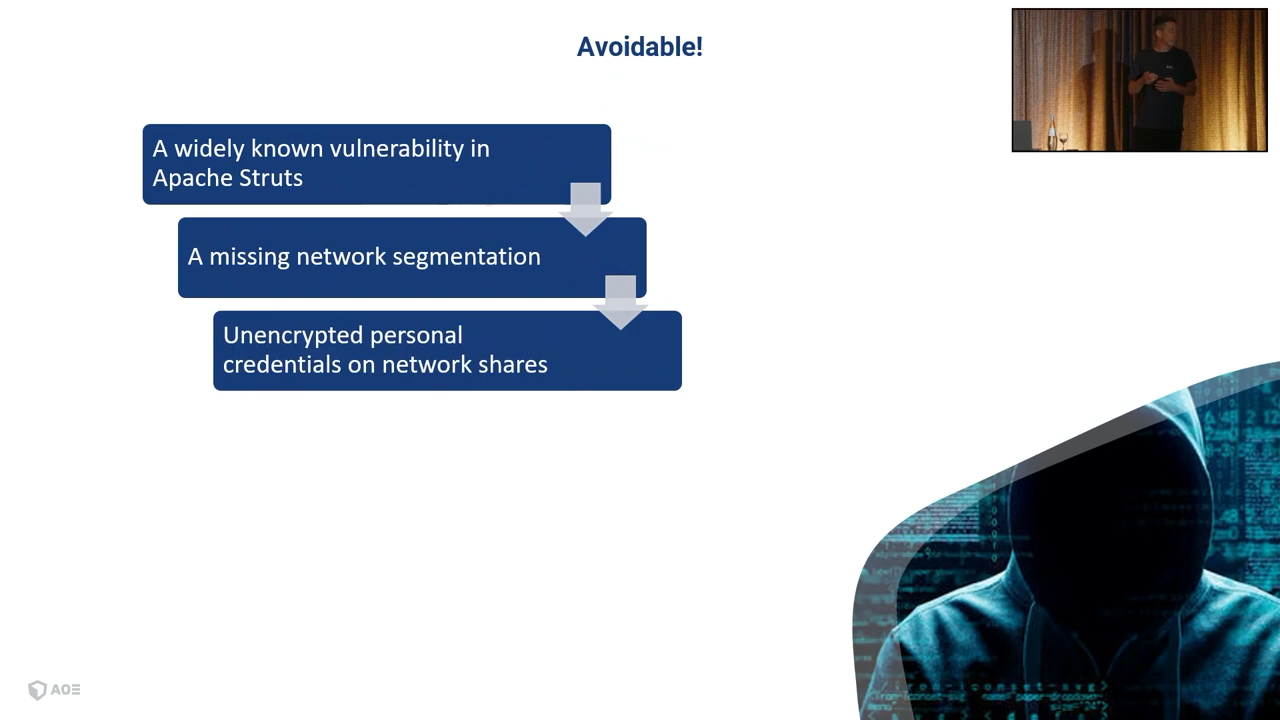 Avoidable!
A widely known vulnerability in
Apache Struts
A missing network segmentation
Unencrypted personal
credentials on network shares
AOE